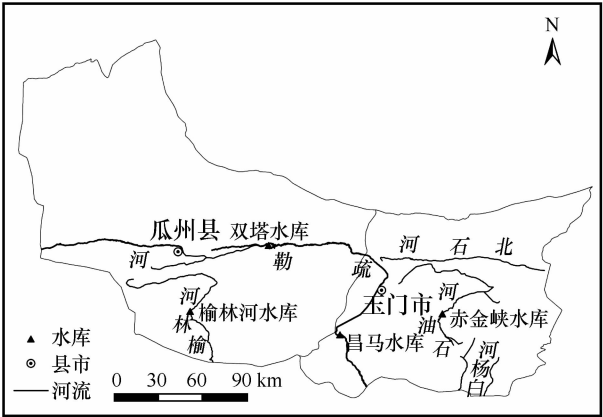 N
瓜州县
双塔水库
河
勒
疏
河 石 北
河
林
榆
榆林河水库
玉门市
河
油
石
赤金峡水库
昌马水库
河
杨
白
水库
县市
河流
0 30 60 90 km